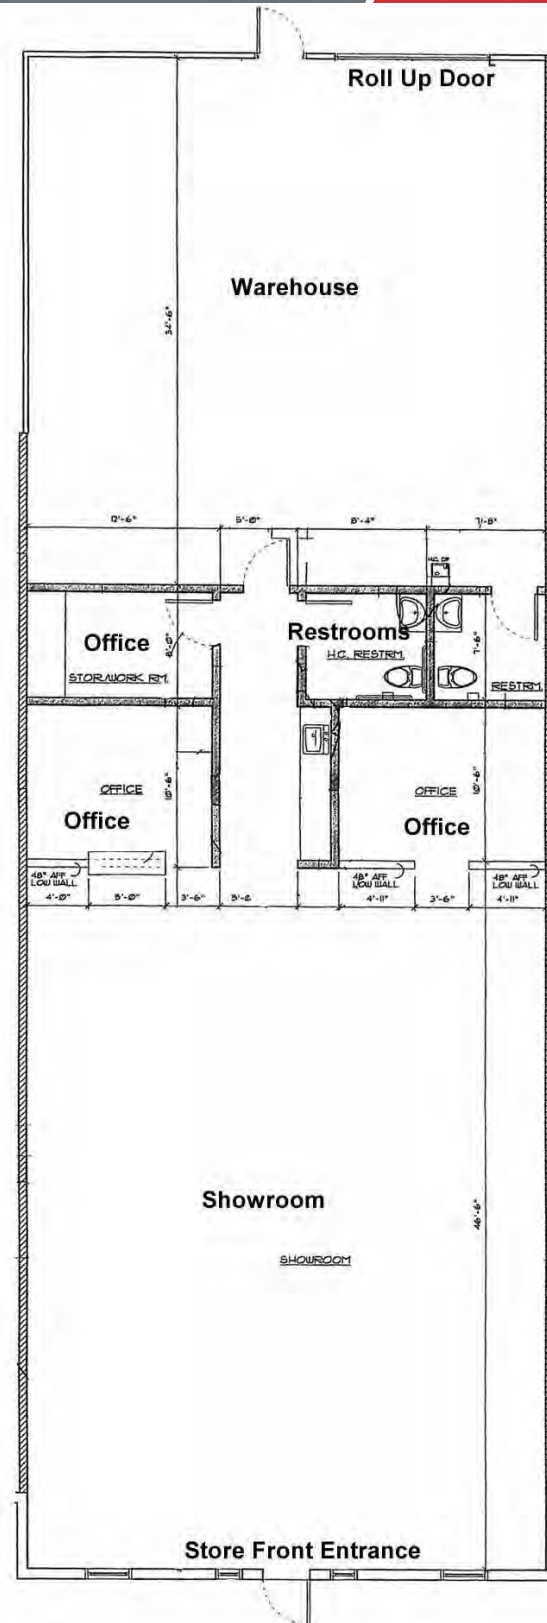 Roll Up Door
Warehouse
34'-6"
12'-6"
5'-0"
8'-4"
7'-8"
H.C. DF
Office
8'-0"
Restrooms
7'-6"
STOR./WORK RM.
H.C. RESTRM.
RESTRM.
OFFICE
10'-6"
OFFICE
10'-6"
Office
Office
48" AFF
LOW WALL
48" AFF
LOW WALL
48" AFF
LOW WALL
4'-0"
5'-0"
3'-6"
4'-11"
3'-6"
4'-11"
Showroom
46'-6"
SHOWROOM
Store Front Entrance